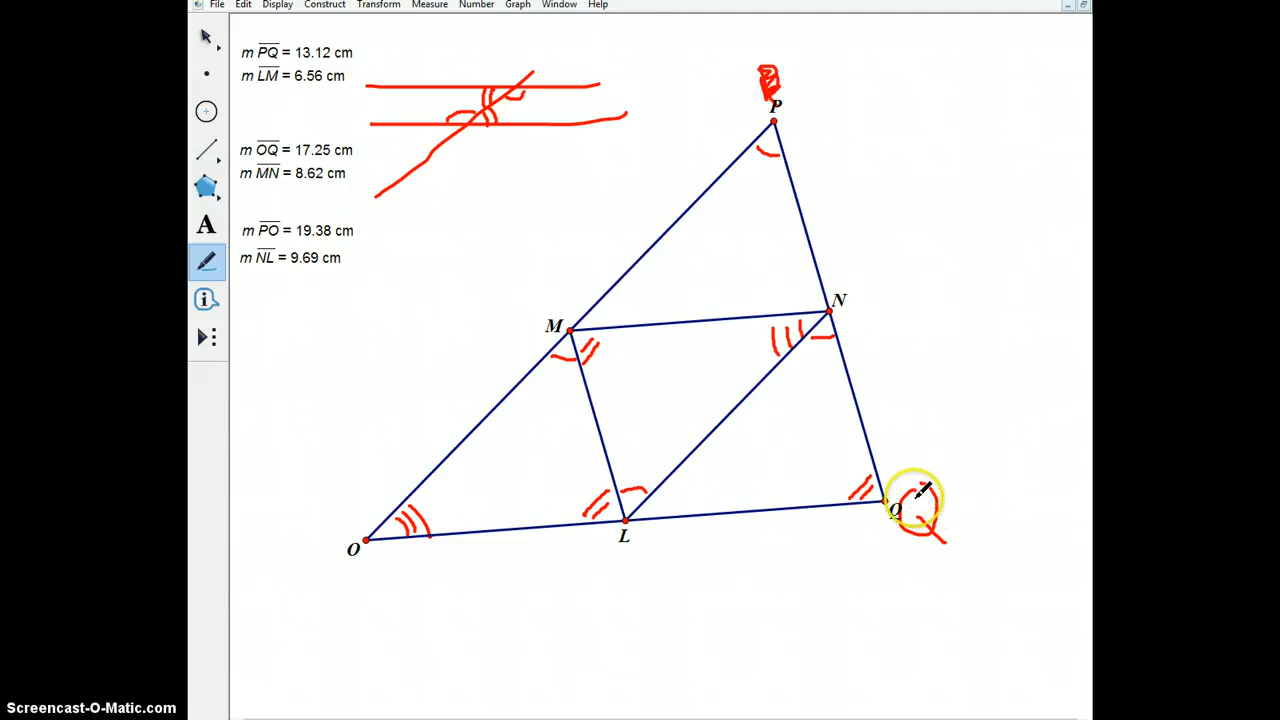 File Edit Display Construct Transform Measure Number Graph Window Help
m PQ = 13.12 cm
m LM = 6.56 cm
m OQ = 17.25 cm
m MN = 8.62 cm
m PO = 19.38 cm
m NL = 9.69 cm
A
P
N
M
Q Q
L
O
Screencast-O-Matic.com